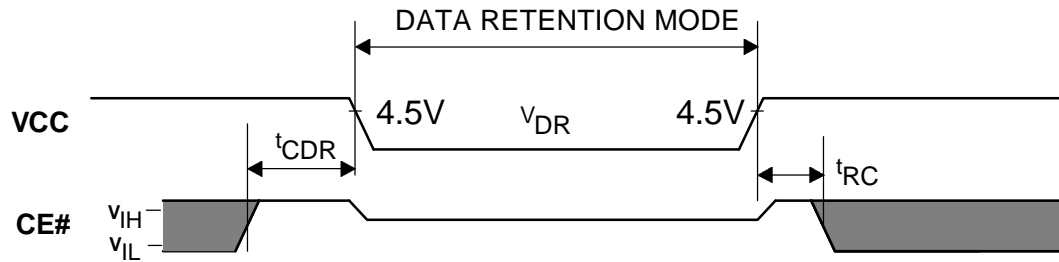 DATA RETENTION MODE
VCC 4.5V VDR 4.5V
tCDR tRC
CE# VIH
VIL